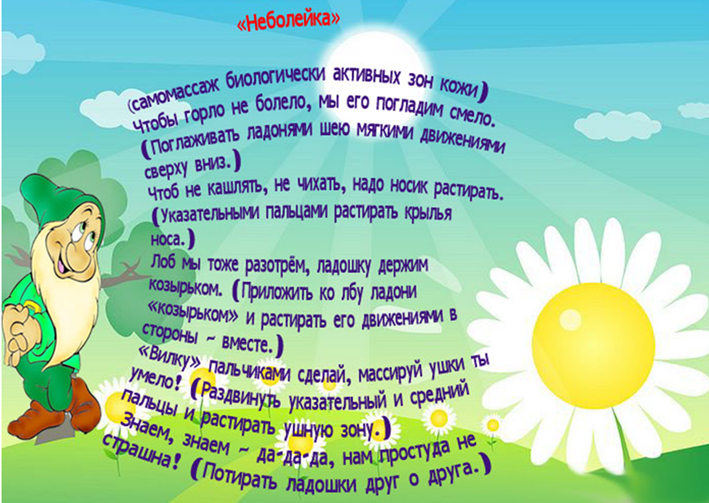 «Неболейка»
(самомассаж биологически активных зон кожи)
Чтобы горло не болело, мы его погладим смело.
(Поглаживать ладонями шею мягкими движениями
сверху вниз.)
Чтоб не кашлять, не чихать, надо носик растирать.
(Указательными пальцами растирать крылья
носа.)
Лоб мы тоже разотрём, ладошку держим
козырьком. (Приложить ко лбу ладони
«козырьком» и растирать его движениями в
стороны ~ вместе.)
«Вилку» пальчиками сделай, массируй ушки ты
умело! (Раздвинуть указательный и средний
пальцы и растирать ушную зону.)
Знаем, знаем ~ да-да-да, нам простуда не
страшна! (Потирать ладошки друг о друга.)